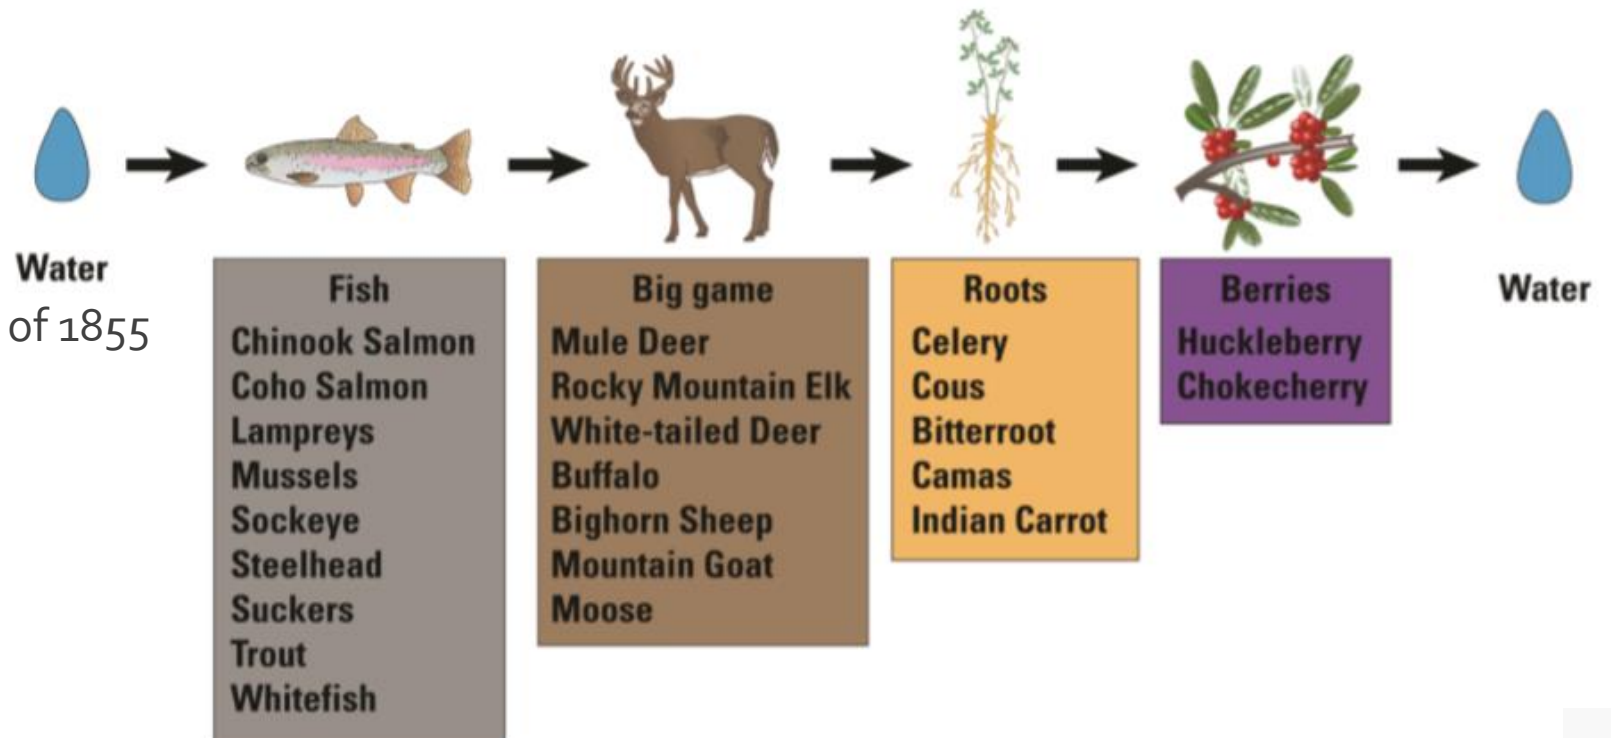 Water
of 1855
Fish
Chinook Salmon
Coho Salmon
Lampreys
Mussels
Sockeye
Steelhead
Suckers
Trout
Whitefish
Big game
Mule Deer
Rocky Mountain Elk
White-tailed Deer
Buffalo
Bighorn Sheep
Mountain Goat
Moose
Roots
Celery
Cous
Bitterroot
Camas
Indian Carrot
Berries
Huckleberry
Chokecherry
Water